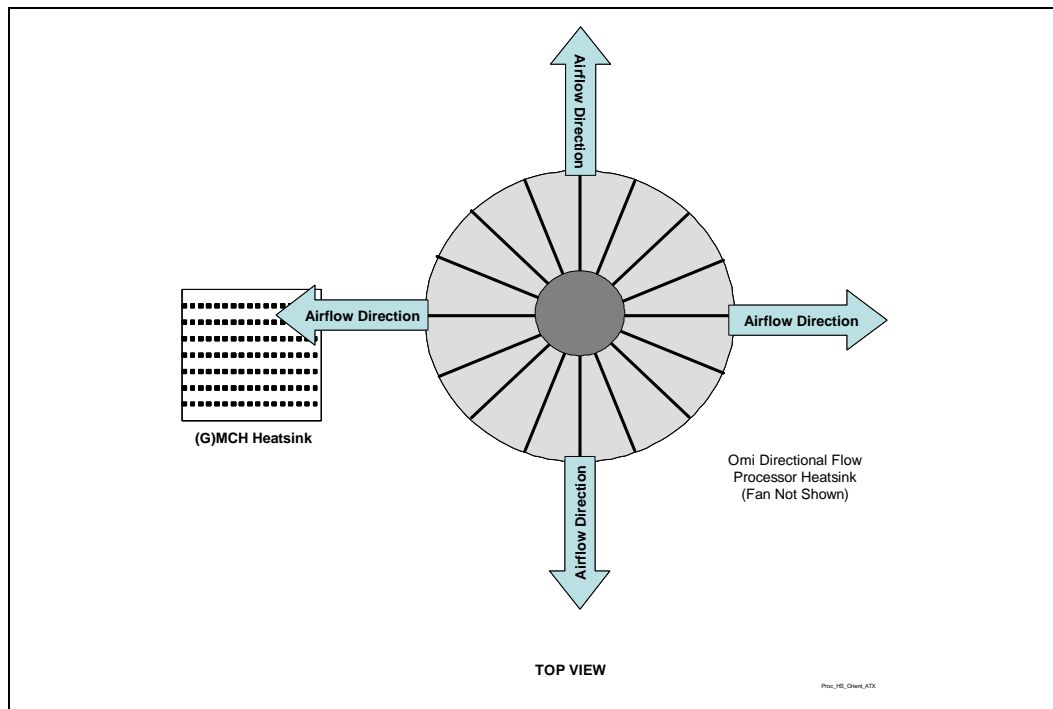 Airflow Direction
Airflow Direction
Airflow Direction
(G)MCH Heatsink
Omi Directional Flow
Processor Heatsink
(Fan Not Shown)
Airflow Direction
TOP VIEW
Proc_HS_Orient_ATX